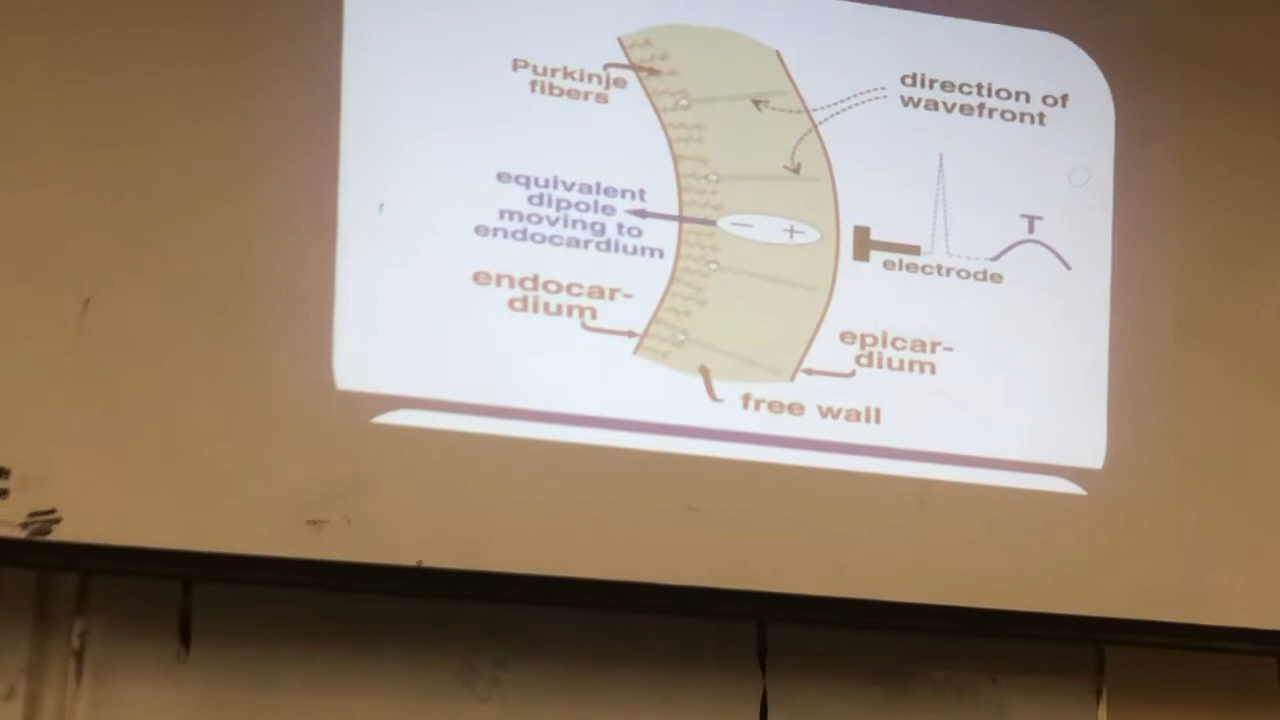 Purkinje
fibers
direction of
wavefront
equivalent
dipole
moving to
endocardium
− +
T
electrode
endocar-
dium
epicar-
dium
free wall